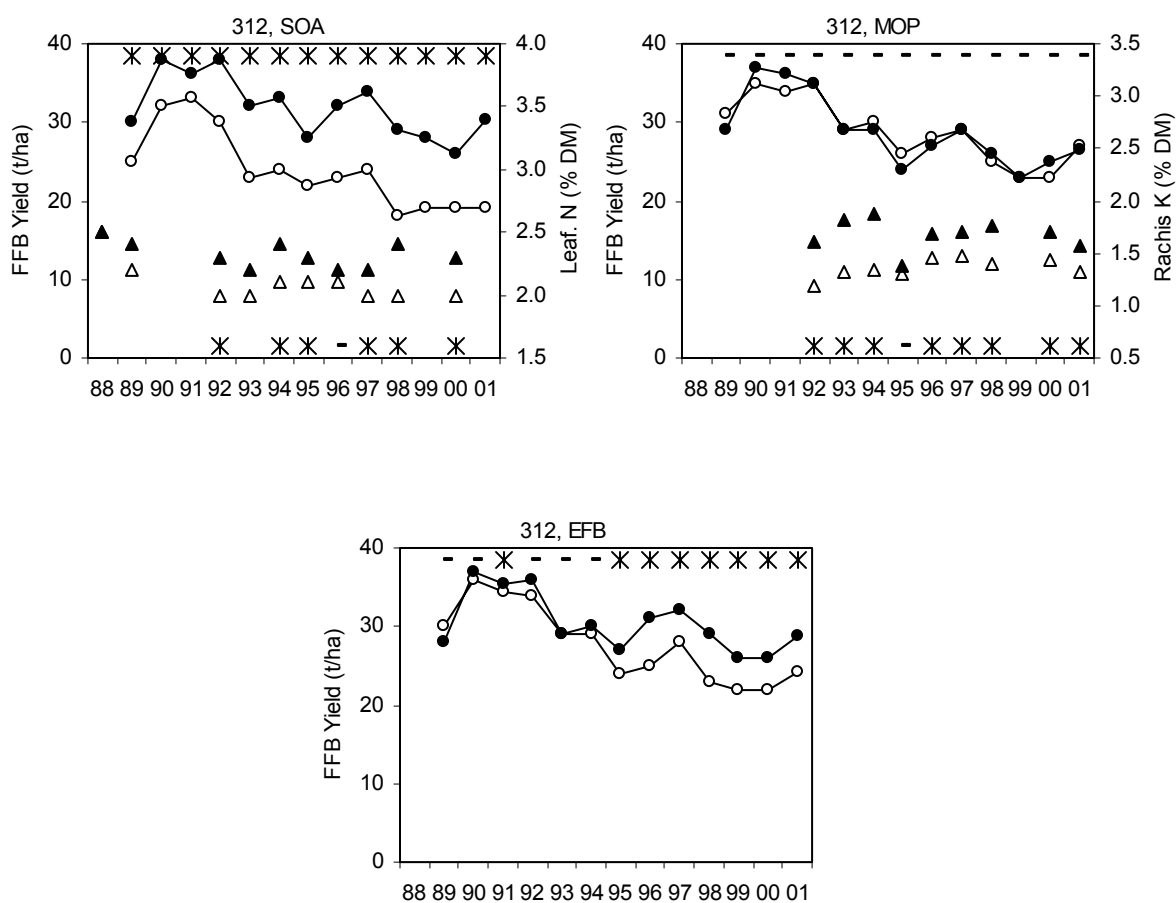 312, SOA
40
30
20
10
0
FFB Yield (t/ha)
4.0
3.5
3.0
2.5
2.0
1.5
Leaf. N (% DM)
88 89 90 91 92 93 94 95 96 97 98 99 00 01
312, MOP
40
30
20
10
0
FFB Yield (t/ha)
3.5
3.0
2.5
2.0
1.5
1.0
0.5
Rachis K (% DM)
88 89 90 91 92 93 94 95 96 97 98 99 00 01
312, EFB
40
30
20
10
0
FFB Yield (t/ha)
88 89 90 91 92 93 94 95 96 97 98 99 00 01